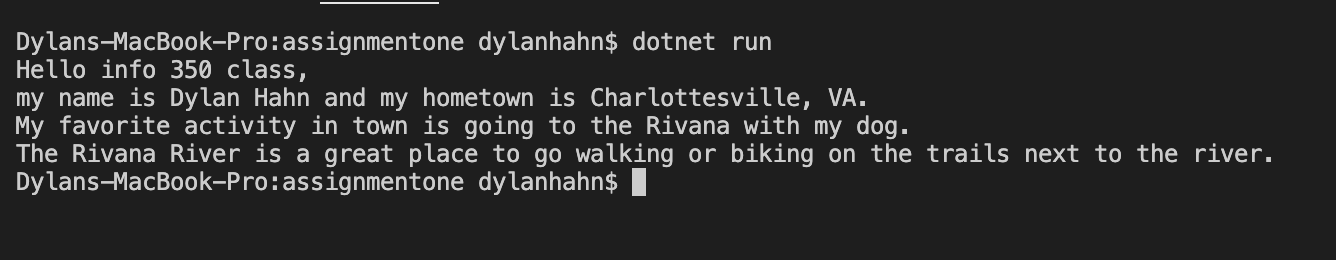 Dylans-MacBook-Pro:assignmentone dylanhahn$ dotnet run
Hello info 350 class,
my name is Dylan Hahn and my hometown is Charlottesville, VA.
My favorite activity in town is going to the Rivana with my dog.
The Rivana River is a great place to go walking or biking on the trails next to the river.
Dylans-MacBook-Pro:assignmentone dylanhahn$